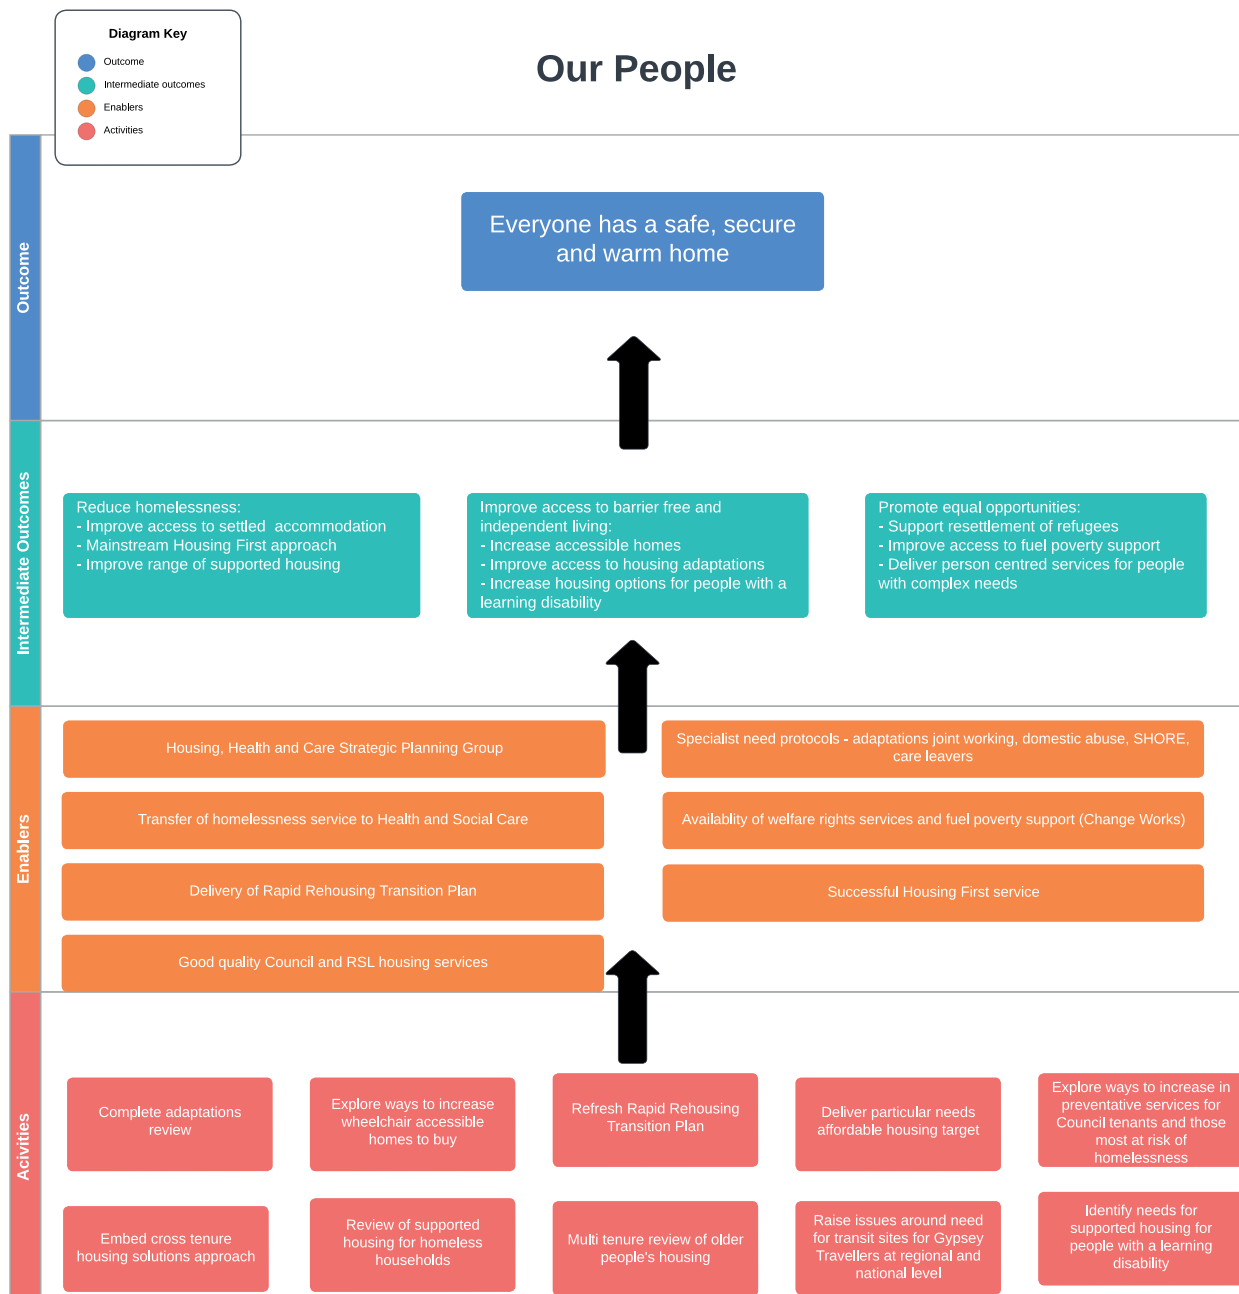 Diagram Key
Outcome
Intermediate outcomes
Enablers
Activities
Our People
Outcome
Everyone has a safe, secure
and warm home
Intermediate Outcomes
Reduce homelessness:
- Improve access to settled  accommodation
- Mainstream Housing First approach
- Improve range of supported housing
Improve access to barrier free and
independent living:
- Increase accessible homes
- Improve access to housing adaptations
- Increase housing options for people with a
learning disability
Promote equal opportunities:
- Support resettlement of refugees
- Improve access to fuel poverty support
- Deliver person centred services for people
with complex needs
Enablers
Housing, Health and Care Strategic Planning Group
Specialist need protocols - adaptations joint working, domestic abuse, SHORE,
care leavers
Transfer of homelessness service to Health and Social Care
Availablity of welfare rights services and fuel poverty support (Change Works)
Delivery of Rapid Rehousing Transition Plan
Successful Housing First service
Good quality Council and RSL housing services
Acivities
Complete adaptations
review
Explore ways to increase
wheelchair accessible
homes to buy
Refresh Rapid Rehousing
Transition Plan
Deliver particular needs
affordable housing target
Explore ways to increase in
preventative services for
Council tenants and those
most at risk of
homelessness
Embed cross tenure
housing solutions approach
Review of supported
housing for homeless
households
Multi tenure review of older
people's housing
Raise issues around need
for transit sites for Gypsey
Travellers at regional and
national level
Identify needs for
supported housing for
people with a learning
disability